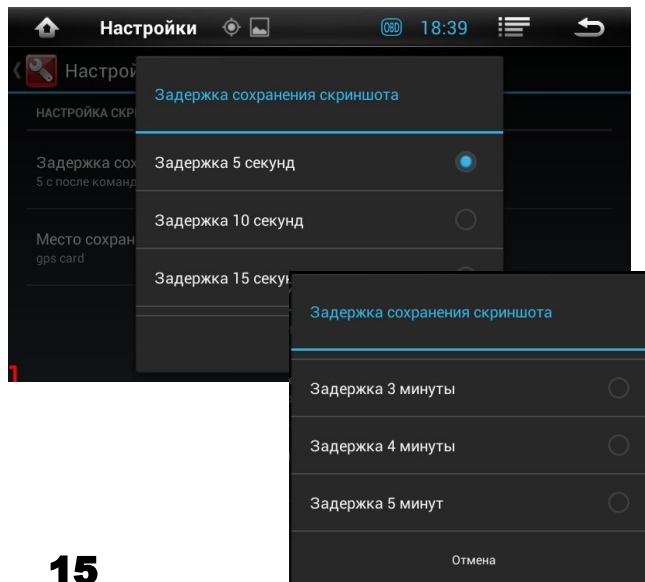 Настройки OBD 18:39
Настрой
Задержка сохранения скриншота
НАСТРОЙКА СКР
Задержка сох
5 с после команд
Задержка 5 секунд
Задержка 10 секунд
Место сохран
gps card
Задержка 15 секун
Задержка сохранения скриншота
Задержка 3 минуты
Задержка 4 минуты
Задержка 5 минут
Отмена
15